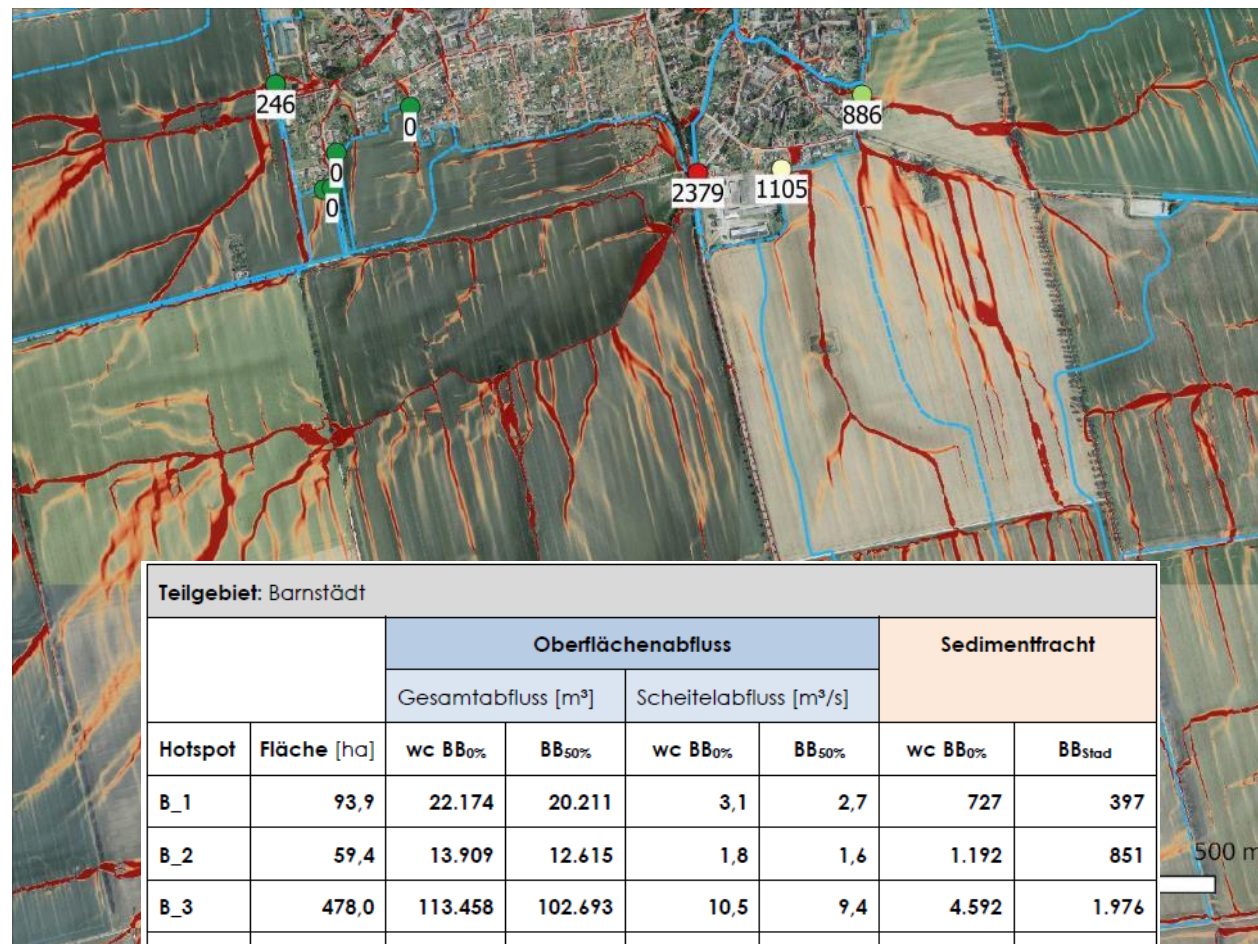 246
0
886
0
2379
1105
0
Teilgebiet: Barnstädt
Oberflächenabfluss Sedimentfracht
Gesamtabfluss [m³] Scheitelabfluss [m³/s]
Hotspot Fläche [ha] wc BB0% BB50% wc BB0% BB50% wc BB0% BBStad
B_1 93,9 22.174 20.211 3,1 2,7 727 397
B_2 59,4 13.909 12.615 1,8 1,6 1.192 851
500 m
B_3 478,0 113.458 102.693 10,5 9,4 4.592 1.976